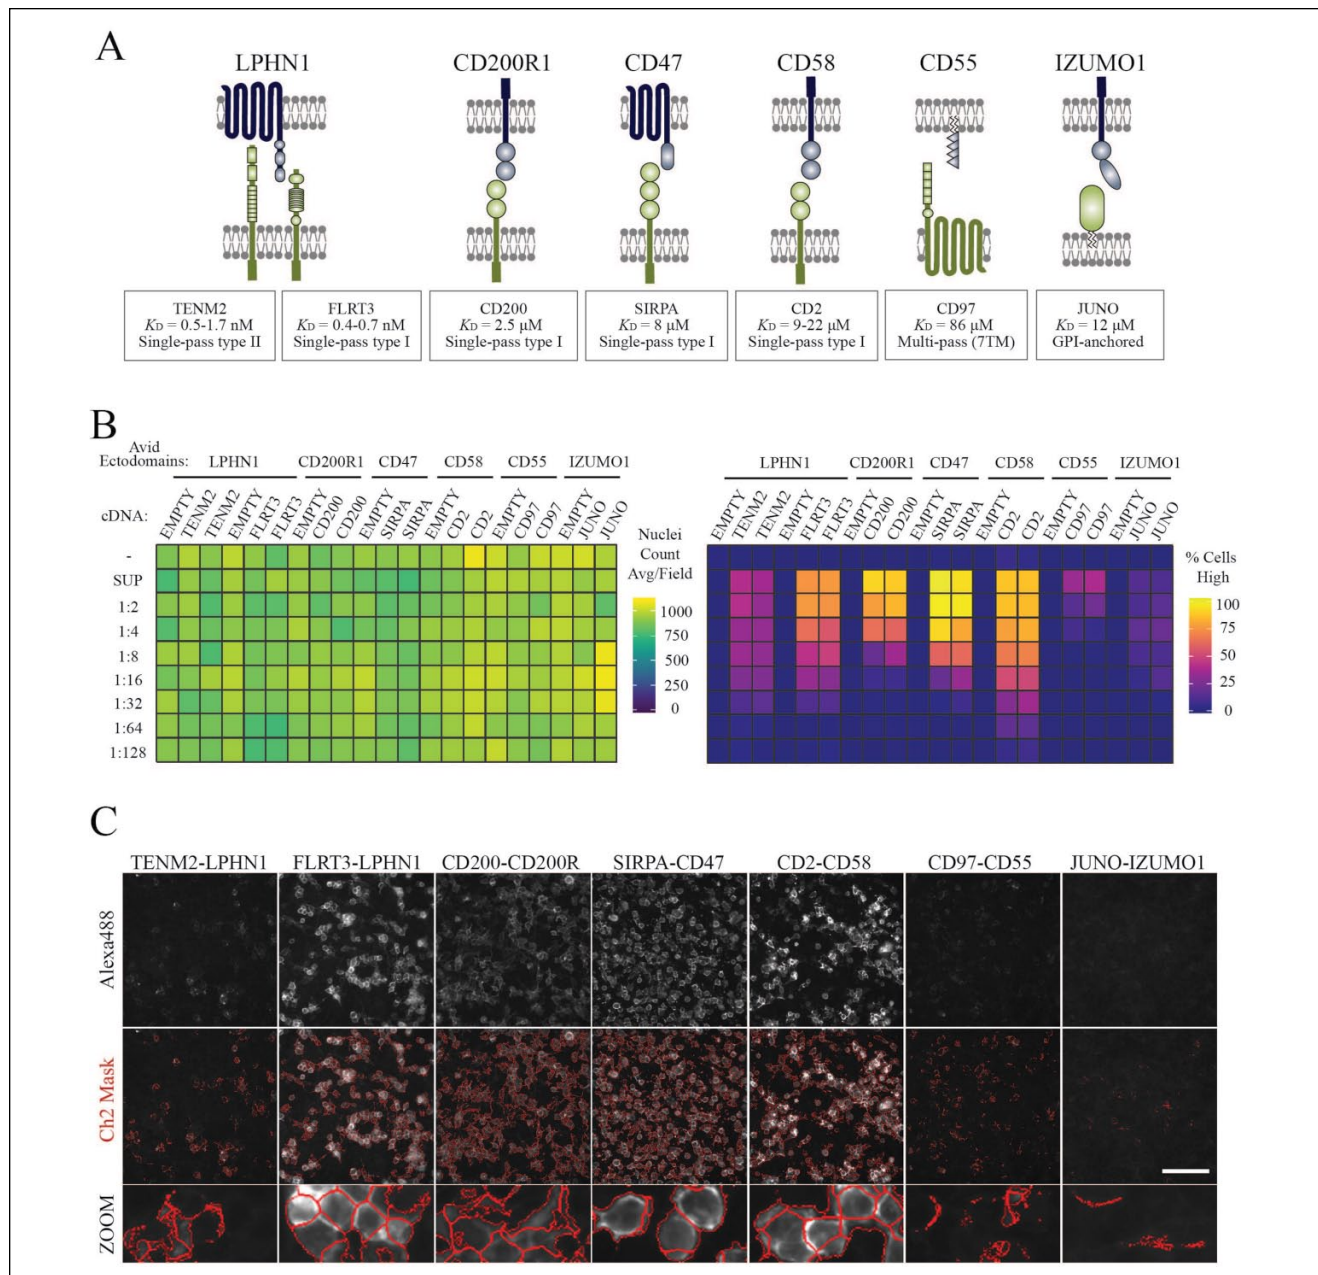 A
LPHN1 CD200R1 CD47 CD58 CD55 IZUMO1
TENM2
KD = 0.5-1.7 nM
Single-pass type II
FLRT3
KD = 0.4-0.7 nM
Single-pass type I
CD200
KD = 2.5 µM
Single-pass type I
SIRPA
KD = 8 µM
Single-pass type I
CD2
KD = 9-22 µM
Single-pass type I
CD97
KD = 86 µM
Multi-pass (7TM)
JUNO
KD = 12 µM
GPI-anchored
B
Avid
Ectodomains:
LPHN1 CD200R1 CD47 CD58 CD55 IZUMO1
cDNA:
EMPTY TENM2 TENM2 EMPTY FLRT3 FLRT3 EMPTY CD200 CD200 EMPTY SIRPA SIRPA EMPTY CD2 CD2 EMPTY CD97 CD97 EMPTY JUNO JUNO
-
SUP
1:2
1:4
1:8
1:16
1:32
1:64
1:128
Nuclei
Count
Avg/Field
1000
750
500
250
0
LPHN1 CD200R1 CD47 CD58 CD55 IZUMO1
EMPTY TENM2 TENM2 EMPTY FLRT3 FLRT3 EMPTY CD200 CD200 EMPTY SIRPA SIRPA EMPTY CD2 CD2 EMPTY CD97 CD97 EMPTY JUNO JUNO
% Cells
High
100
75
50
25
0
C
TENM2-LPHN1 FLRT3-LPHN1 CD200-CD200R SIRPA-CD47 CD2-CD58 CD97-CD55 JUNO-IZUMO1
Alexa488
Ch2 Mask
ZOOM